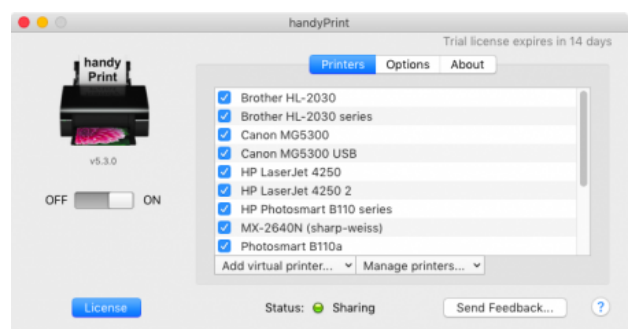 handyPrint
Trial license expires in 14 days
handy
Print
v5.3.0
OFF ON
Printers Options About
Brother HL-2030
Brother HL-2030 series
Canon MG5300
Canon MG5300 USB
HP LaserJet 4250
HP LaserJet 4250 2
HP Photosmart B110 series
MX-2640N (sharp-weiss)
Photosmart B110a
Add virtual printer... Manage printers...
License Status: Sharing Send Feedback... ?